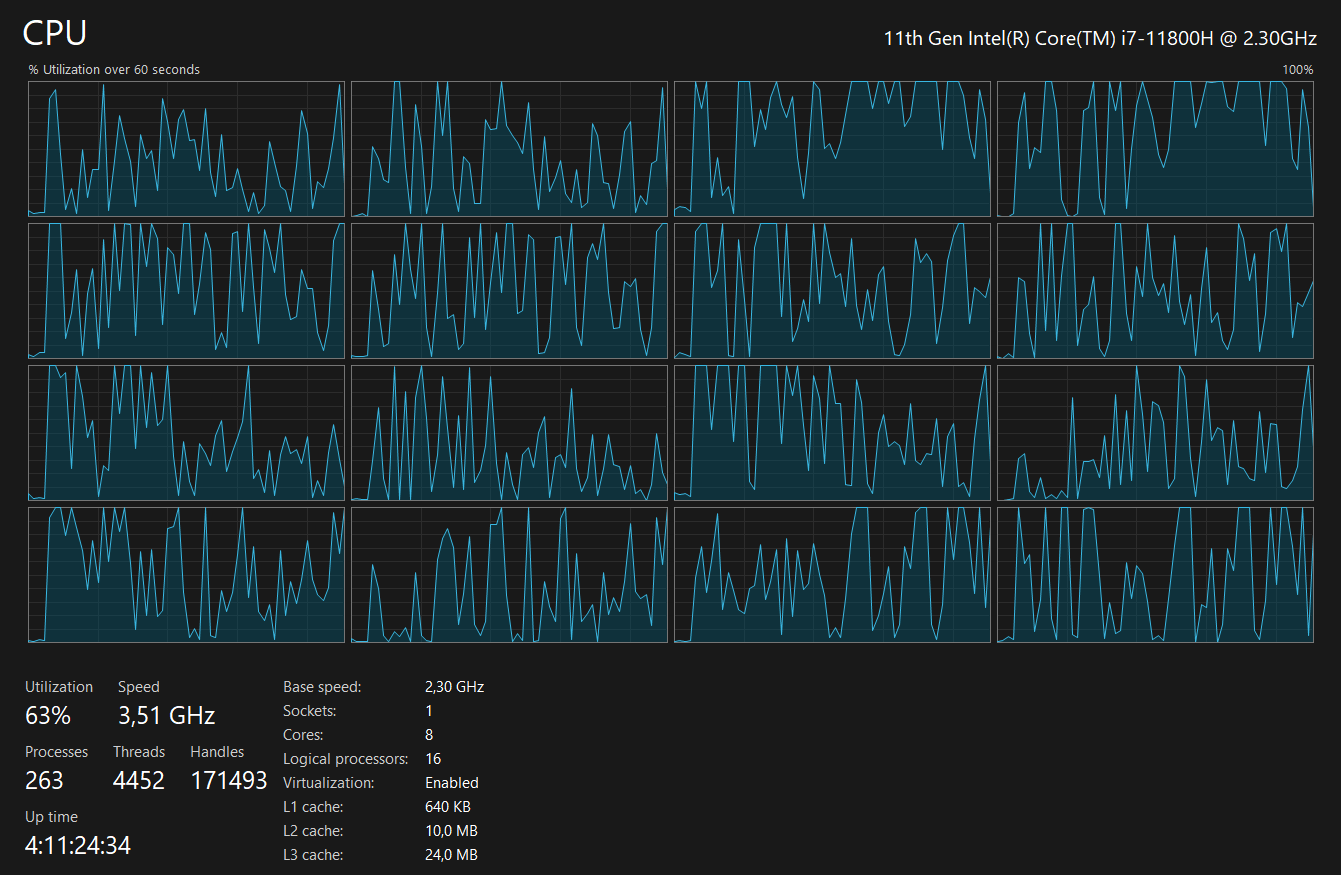 CPU
11th Gen Intel(R) Core(TM) i7-11800H @ 2.30GHz
% Utilization over 60 seconds
100%
Utilization
Speed
63%
3,51 GHz
Processes
Threads
Handles
263
4452
171493
Up time
4:11:24:34
Base speed:
2,30 GHz
Sockets:
1
Cores:
8
Logical processors:
16
Virtualization:
Enabled
L1 cache:
640 KB
L2 cache:
10,0 MB
L3 cache:
24,0 MB